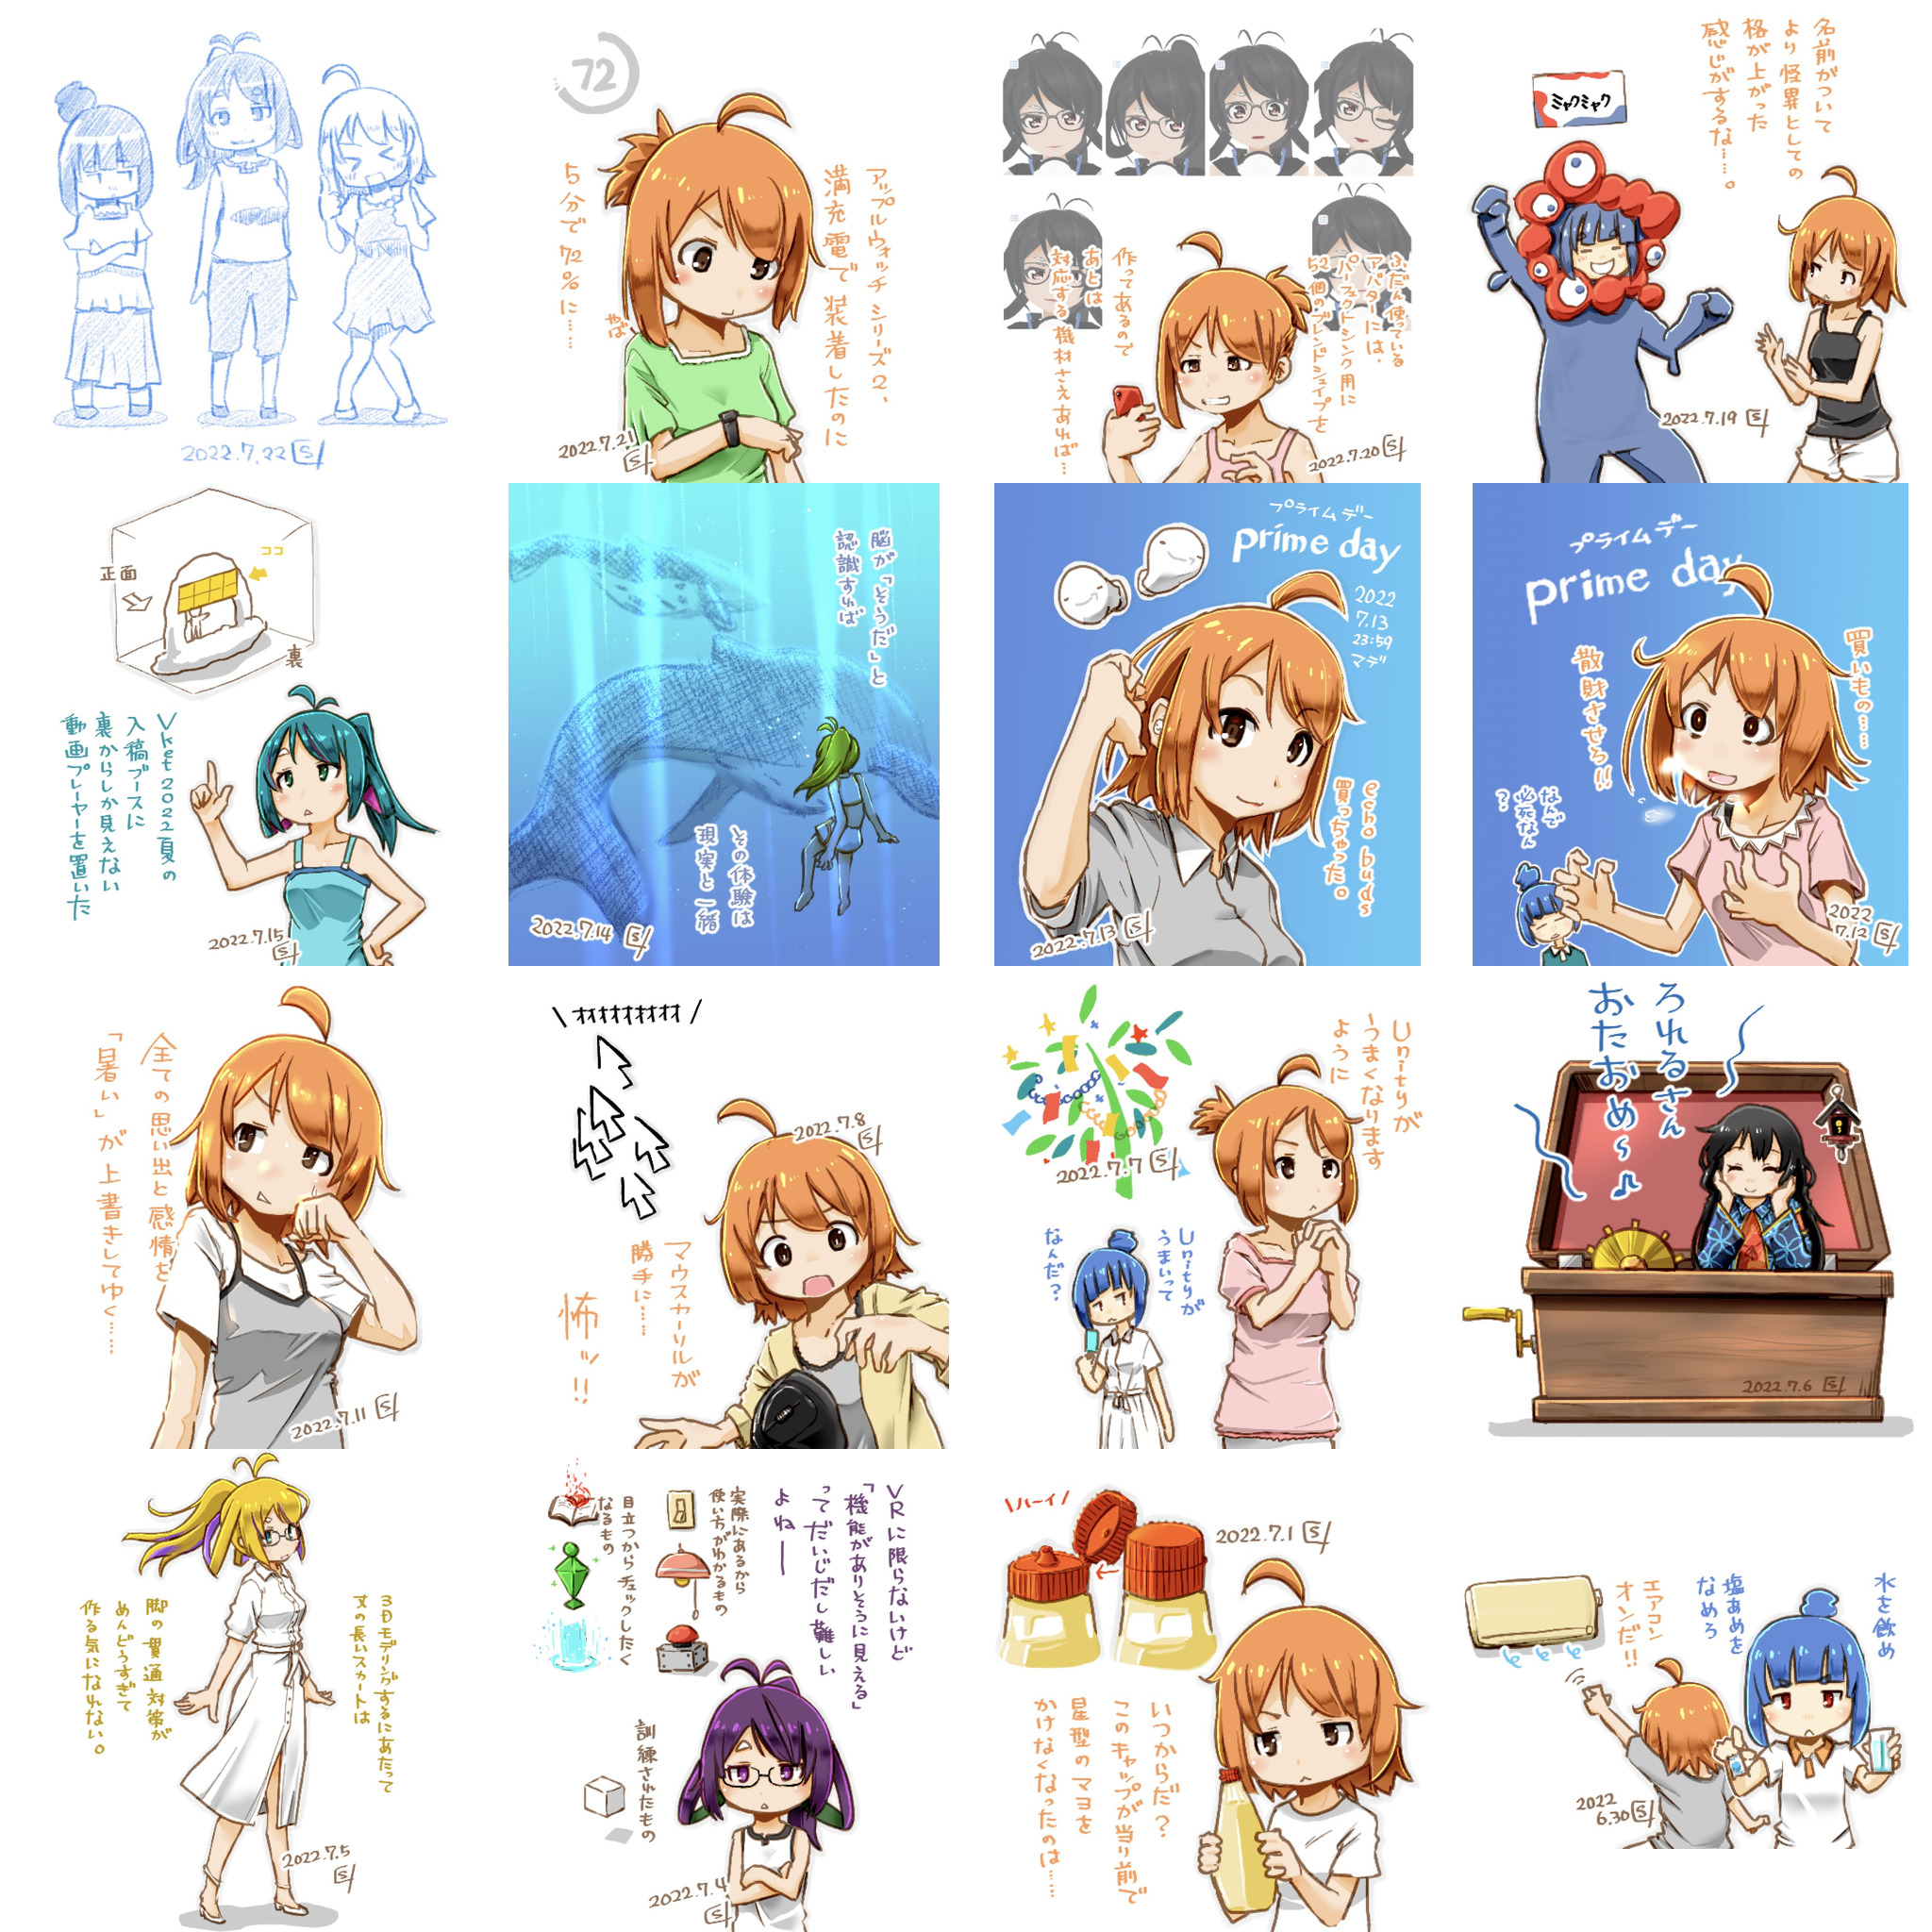 2022.7.22
72
アップルウォッチ シリーズ2、
満充電で装着したのに
5分で72%に……
やば
2022.7.21
ふだん使っている
アバターには、
パーフェクトシンク用に
52個のブレンドシェイプを
作ってあるので
あとは
対応する機材さえあれば…
2022.7.20
名前がついて
より怪異としての
格が上がった
感じがするな……。
ミャクミャク
2022.7.19
ココ
正面
裏
Vket2022夏の
入稿ブースに
裏からしか見えない
動画プレーヤーを置いた
2022.7.15
脳が「そうだ」と
認識すれば
その体験は
現実と一緒
2022.7.14
プライムデー
prime day
2022
7.13
23:59
マデ
echo buds
買っちゃった。
2022.7.13
プライムデー
prime day
買いもの……
散財させろ!!
なんで
必死なん
?
2022
7.12
全ての思い出と感情を
「暑い」が上書きしてゆく……
2022.7.11
\オオオオオオオオオ/
2022.7.8
マウスカーソルが
勝手に……
怖ッ!!
Unityが
うまくなります
ように
2022.7.7
Unityが
うまいって
なんだ?
ろれるさん
おたおめ〜♪
2022.7.6
3Dモデリングするにあたって
丈の長いスカートは
脚の貫通対策が
めんどうすぎて
作る気になれない。
2022.7.5
VRに限らないけど
「機能がありそうに見える」
ってだいじだし難しい
よねー
実際にあるから
使い方がわかるもの
目立つからチェックしたく
なるもの
訓練されたもの
2022.7.4
\ハーイ/
2022.7.1
いつからだ?
このキャップが当り前で
星型のマヨを
かけなくなったのは……
水を飲め
塩あめを
なめろ
エアコン
オンだ!!
2022
6.30